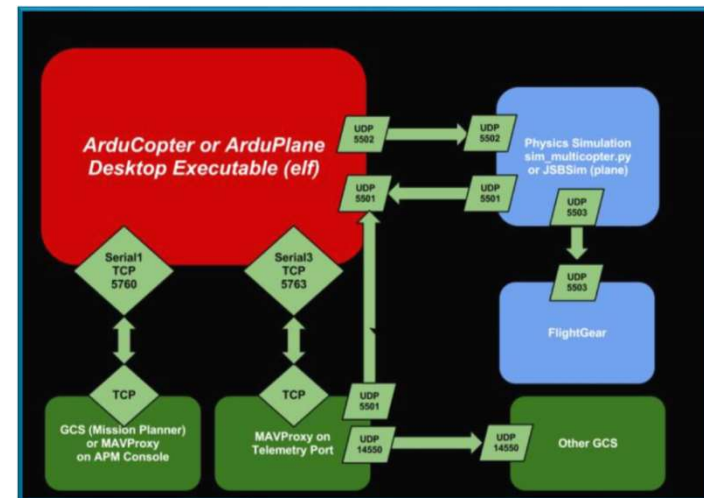 ArduCopter or ArduPlane
Desktop Executable (elf)
UDP
5502
UDP
5502
Physics Simulation
sim_multicopter.py
or JSBSim (plane)
UDP
5501
UDP
5501
UDP
5503
Serial1
TCP
5760
Serial3
TCP
5763
UDP
5503
FlightGear
TCP
GCS (Mission Planner)
or MAVProxy
on APM Console
TCP
MAVProxy on
Telemetry Port
UDP
5501
UDP
14550
UDP
14550
Other GCS